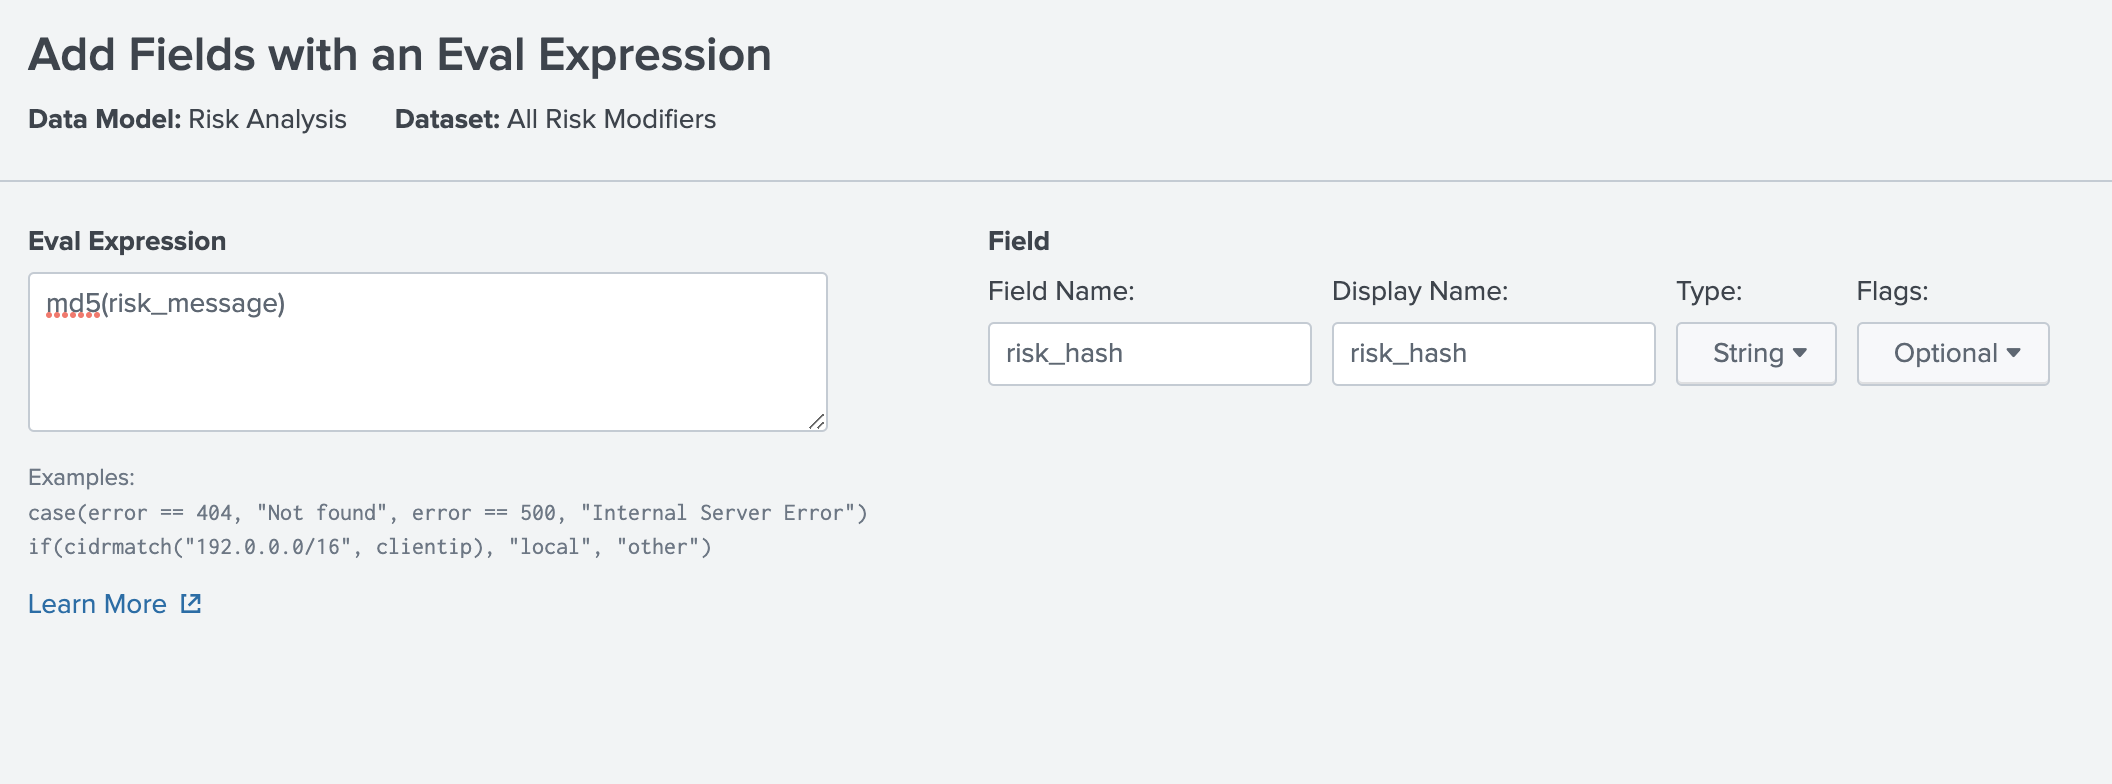 Add Fields with an Eval Expression
Data Model: Risk Analysis Dataset: All Risk Modifiers
Eval Expression
md5(risk_message)
Examples:
case(error == 404, "Not found", error == 500, "Internal Server Error")
if(cidrmatch("192.0.0.0/16", clientip), "local", "other")
Learn More
Field
Field Name: Display Name: Type: Flags:
risk_hash risk_hash String Optional